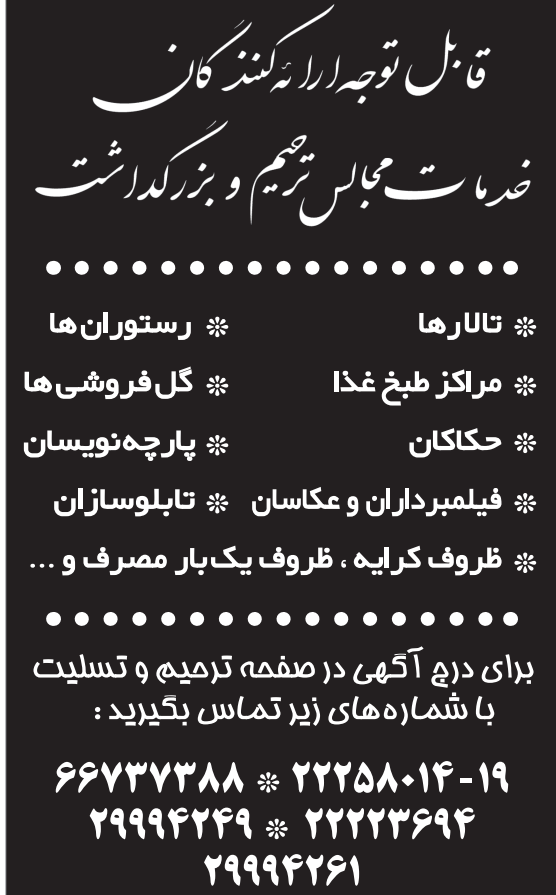 قابل توجه ارائه‌کنندگان
خدمات مجالس ترحیم و بزرگداشت
❊ تالارها ❊ رستوران‌ها
❊ مراکز طبخ غذا ❊ گل‌فروشی‌ها
❊ حکاکان ❊ پارچه‌نویسان
❊ فیلمبرداران و عکاسان ❊ تابلوسازان
❊ ظروف کرایه ، ظروف یک‌بار مصرف و ...
برای درج آگهی در صفحه ترحیم و تسلیت
با شماره‌های زیر تماس بگیرید :
۲۲۲۵۸۰۱۴-۱۹ ❊ ۶۶۷۳۷۳۸۸
۲۲۲۲۳۶۹۴ ❊ ۲۹۹۹۴۲۴۹
۲۹۹۹۴۲۶۱